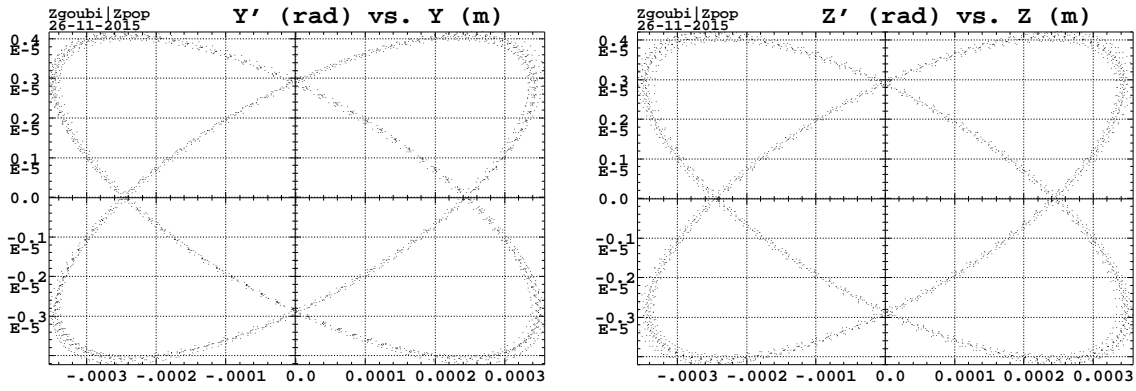 Zgoubi|Zpop
26-11-2015
Y' (rad) vs. Y (m)
0.4
E-5
0.3
E-5
0.2
E-5
0.1
E-5
0.0
-0.1
E-5
-0.2
E-5
-0.3
E-5
-.0003 -.0002 -.0001 0.0 0.0001 0.0002 0.0003
Zgoubi|Zpop
26-11-2015
Z' (rad) vs. Z (m)
0.4
E-5
0.3
E-5
0.2
E-5
0.1
E-5
0.0
-0.1
E-5
-0.2
E-5
-0.3
E-5
-.0003 -.0002 -.0001 0.0 0.0001 0.0002 0.0003